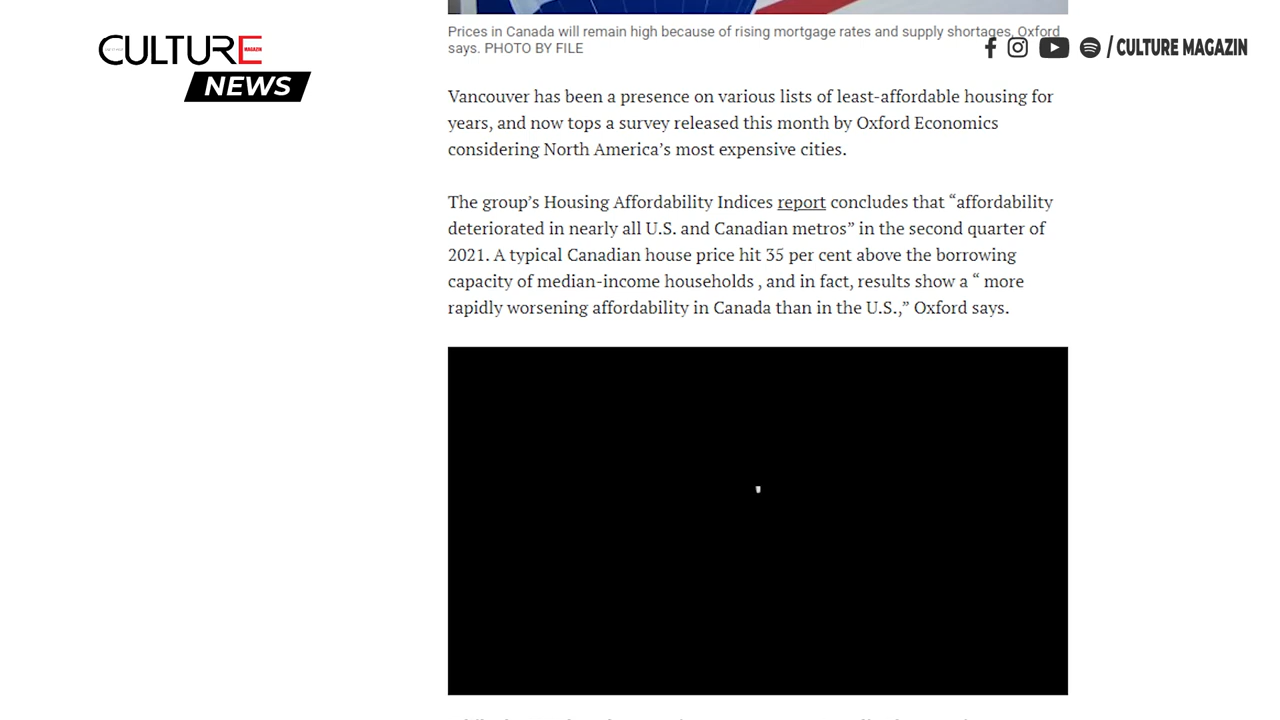 CULTURE
MAGAZIN
NEWS
/ CULTURE MAGAZIN
Prices in Canada will remain high because of rising mortgage rates and supply shortages, Oxford
says. PHOTO BY FILE
Vancouver has been a presence on various lists of least-affordable housing for
years, and now tops a survey released this month by Oxford Economics
considering North America’s most expensive cities.
The group’s Housing Affordability Indices report concludes that “affordability
deteriorated in nearly all U.S. and Canadian metros” in the second quarter of
2021. A typical Canadian house price hit 35 per cent above the borrowing
capacity of median-income households , and in fact, results show a “ more
rapidly worsening affordability in Canada than in the U.S.,” Oxford says.